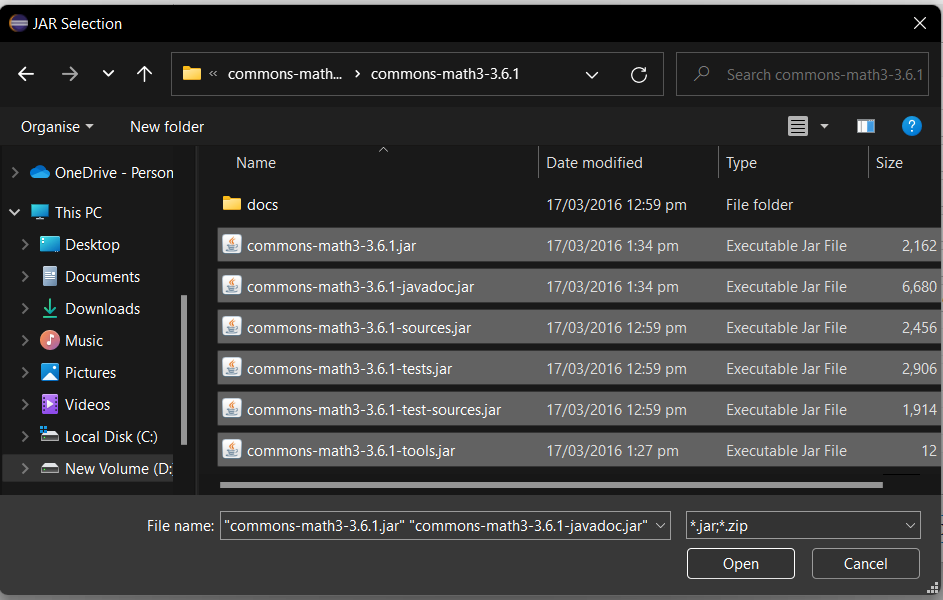 JAR Selection
« commons-math... > commons-math3-3.6.1
Search commons-math3-3.6.1
Organise
New folder
Name Date modified Type Size
OneDrive - Person
This PC
Desktop
Documents
Downloads
Music
Pictures
Videos
Local Disk (C:)
New Volume (D:
docs 17/03/2016 12:59 pm File folder
commons-math3-3.6.1.jar 17/03/2016 1:34 pm Executable Jar File 2,162
commons-math3-3.6.1-javadoc.jar 17/03/2016 1:34 pm Executable Jar File 6,680
commons-math3-3.6.1-sources.jar 17/03/2016 12:59 pm Executable Jar File 2,456
commons-math3-3.6.1-tests.jar 17/03/2016 12:59 pm Executable Jar File 2,906
commons-math3-3.6.1-test-sources.jar 17/03/2016 12:59 pm Executable Jar File 1,914
commons-math3-3.6.1-tools.jar 17/03/2016 1:27 pm Executable Jar File 12
File name: "commons-math3-3.6.1.jar" "commons-math3-3.6.1-javadoc.jar" *.jar;*.zip
Open Cancel